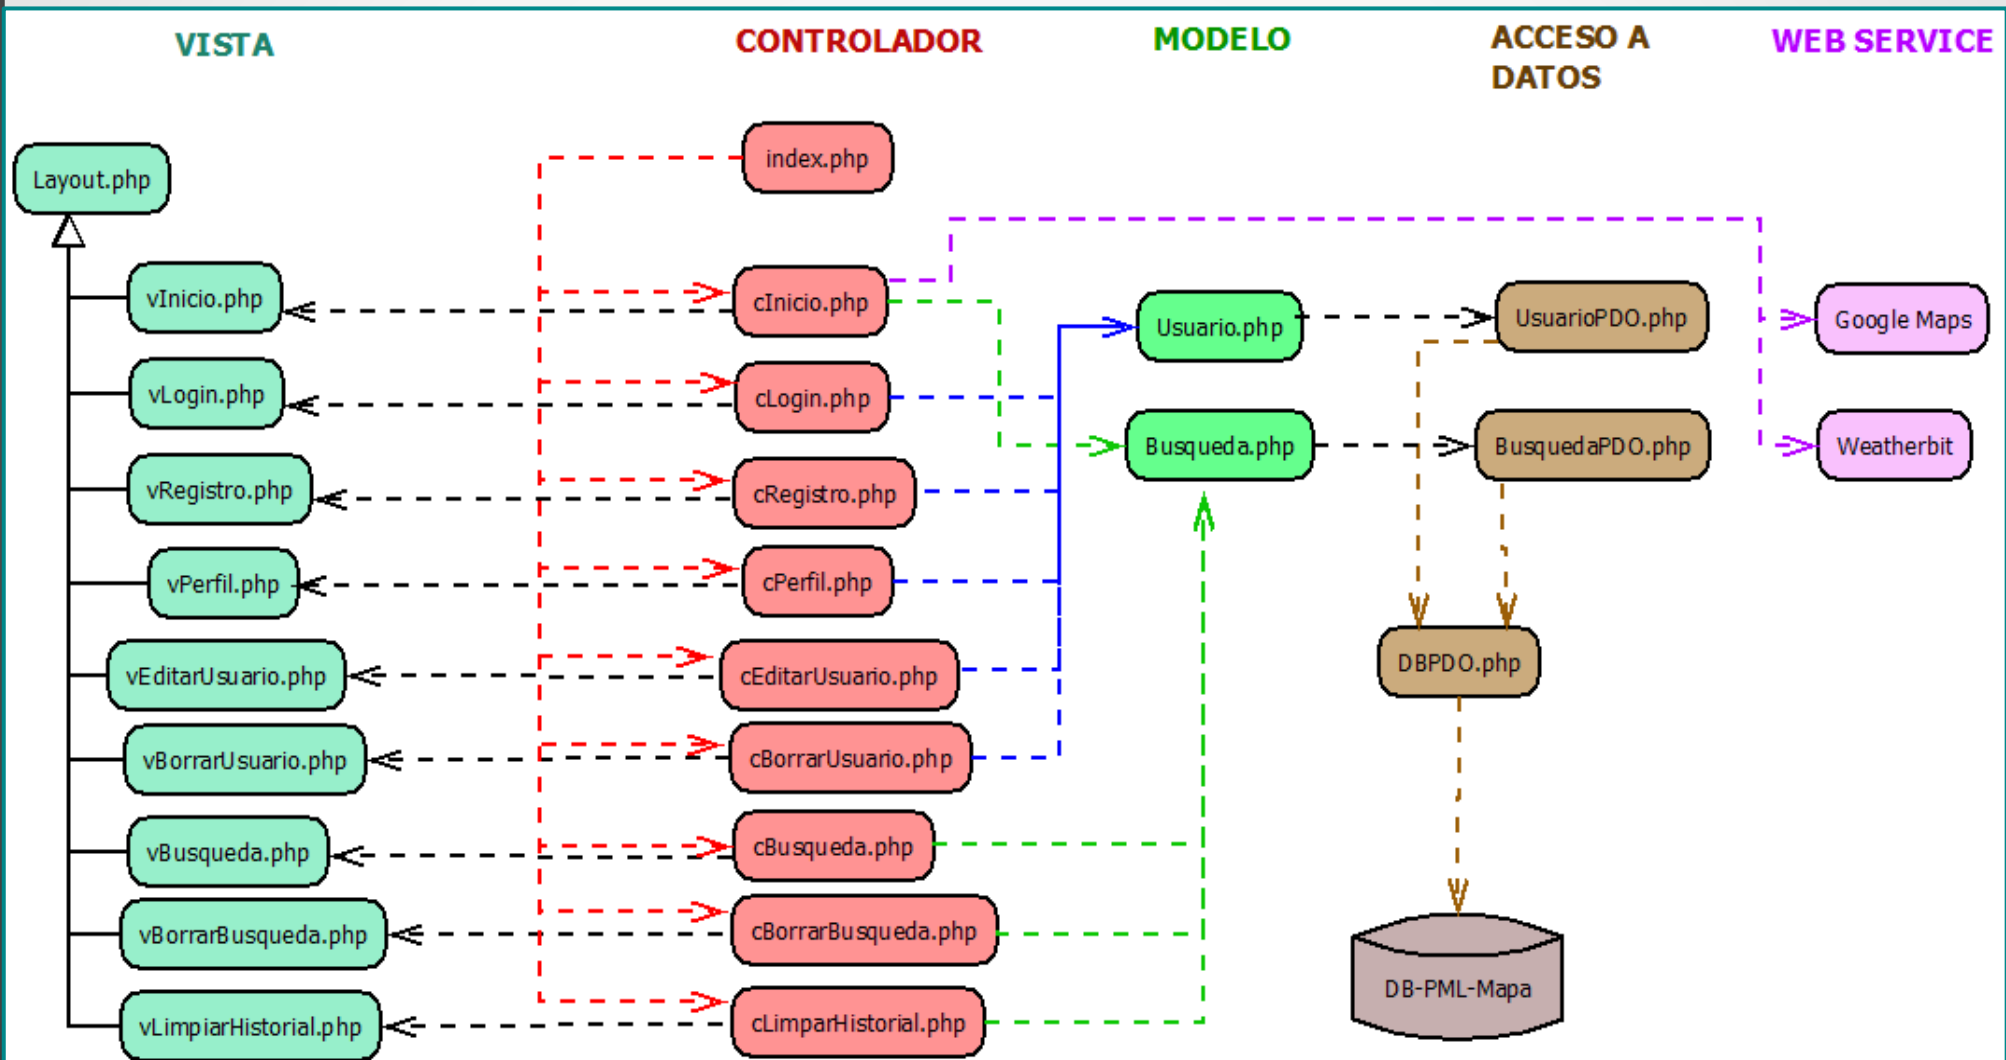 VISTA
CONTROLADOR
MODELO
ACCESO A
DATOS
WEB SERVICE
index.php
Layout.php
vInicio.php
cInicio.php
Usuario.php
UsuarioPDO.php
Google Maps
vLogin.php
cLogin.php
Busqueda.php
BusquedaPDO.php
Weatherbit
vRegistro.php
cRegistro.php
vPerfil.php
cPerfil.php
DBPDO.php
vEditarUsuario.php
cEditarUsuario.php
vBorrarUsuario.php
cBorrarUsuario.php
vBusqueda.php
cBusqueda.php
vBorrarBusqueda.php
cBorrarBusqueda.php
DB-PML-Mapa
vLimpiarHistorial.php
cLimparHistorial.php